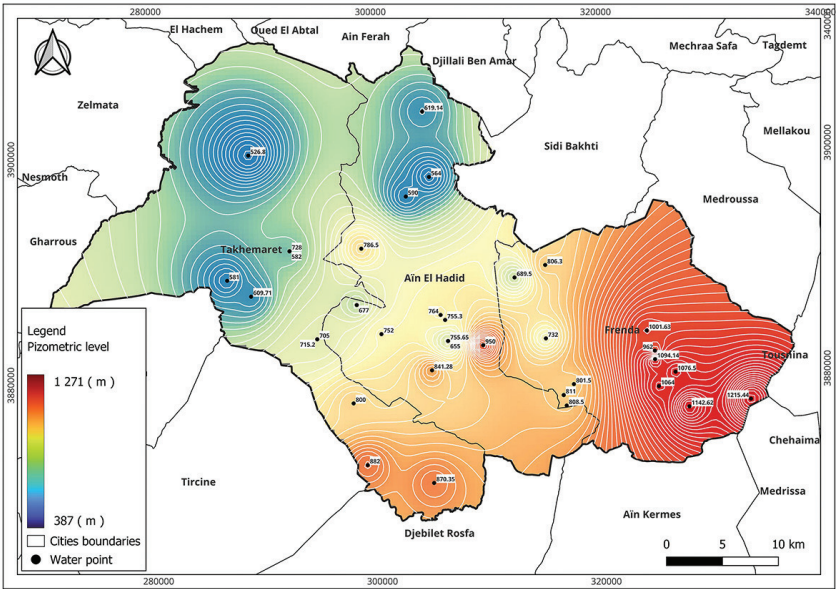 280000 300000 320000 340000
El Hachem
Oued El Abtal
Ain Ferah
Djillali Ben Amar
Mechraa Safa
Tagdemt
3400000
Zelmata
619.14
Mellakou
Sidi Bakhti
3900000
3900000
526.8
Nesmoth
564
590
Medroussa
Gharrous
Takhemaret
728
582
786.5
806.3
Aïn El Hadid
689.5
581
609.71
677
764
755.3
Legend
Pizometric level
705
715.2
752
755.65
655
950
732
Frenda
1001.63
962
1094.14
Toushina
1 271 ( m )
841.28
1076.5
3880000
3880000
801.5
1064
811
808.5
800
1142.62
1215.44
Chehaima
882
870.35
Tircine
Medrissa
387 ( m )
Cities boundaries
Water point
Djebilet Rosfa
Aïn Kermes
0 5 10 km
280000 300000 320000